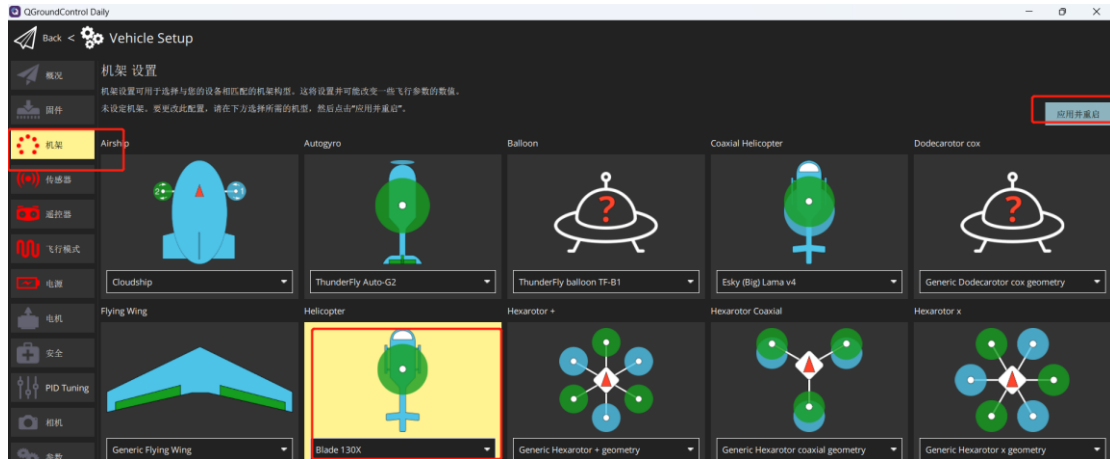 QGroundControl Daily
Back < Vehicle Setup
概况
固件
机架
传感器
遥控器
飞行模式
电源
电机
安全
PID Tuning
相机
参数
机架 设置
机架设置可用于选择与您的设备和匹配的机架构型。这将设置并可能改变一些飞行参数的数值。
未设定机架。要更改此配置，请在下方选择所需的机型，然后点击“应用并重启”。
应用并重启
Airship
Autogyro
Balloon
Coaxial Helicopter
Dodecarotor cox
2
1
?
?
Cloudship
ThunderFly Auto-G2
ThunderFly balloon TF-B1
Esky (Big) Lama v4
Generic Dodecarotor cox geometry
Flying Wing
Helicopter
Hexarotor +
Hexarotor Coaxial
Hexarotor x
Generic Flying Wing
Blade 130X
Generic Hexarotor + geometry
Generic Hexarotor coaxial geometry
Generic Hexarotor x geometry